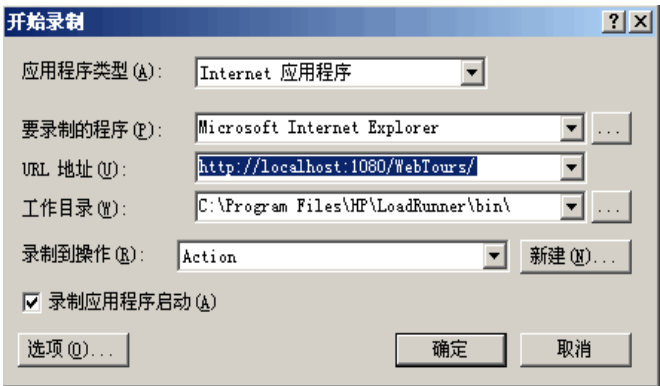 开始录制
应用程序类型(A): Internet 应用程序
要录制的程序(P): Microsoft Internet Explorer ...
URL 地址(U): http://localhost:1080/WebTours/
工作目录(W): C:\Program Files\HP\LoadRunner\bin\ ...
录制到操作(R): Action 新建(N)...
录制应用程序启动(A)
选项(O)... 确定 取消